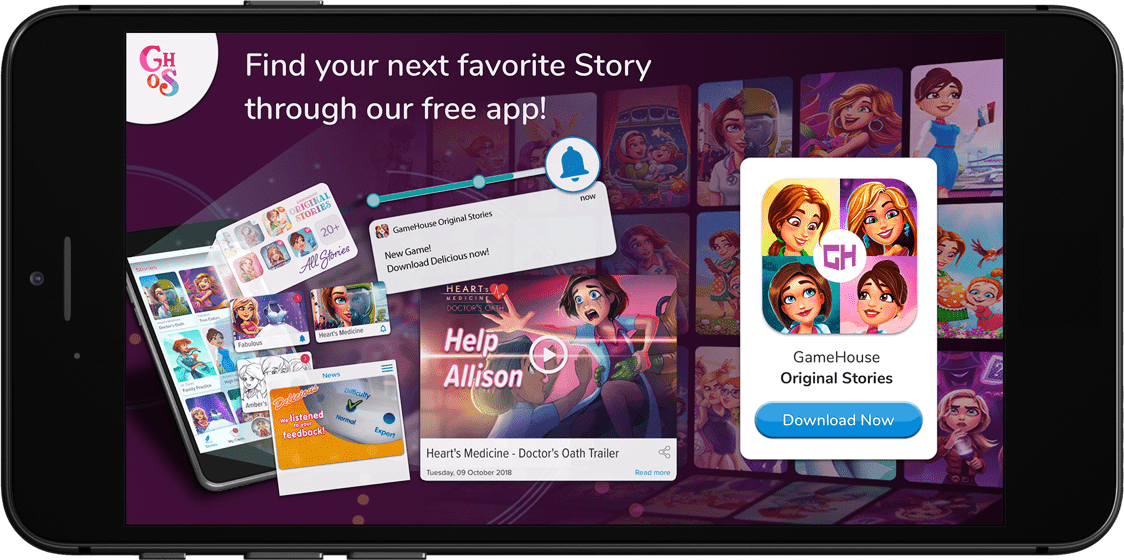 GH
OS
Find your next favorite Story
through our free app!
now
GameHouse Original Stories
New Game!
Download Delicious now!
ORIGINAL
STORIES
20+
All Stories
Stories
Doctor's Oath
True Colors
Family Practice
Fabulous
Heart's Medicine
Amber's
News
Delicious
We listened
to your
feedback!
Difficulty
Normal
Expert
HEART's
MEDICINE
DOCTOR'S OATH
Help
Allison
Heart's Medicine - Doctor's Oath Trailer
Tuesday, 09 October 2018
Read more
GH
GameHouse
Original Stories
Download Now